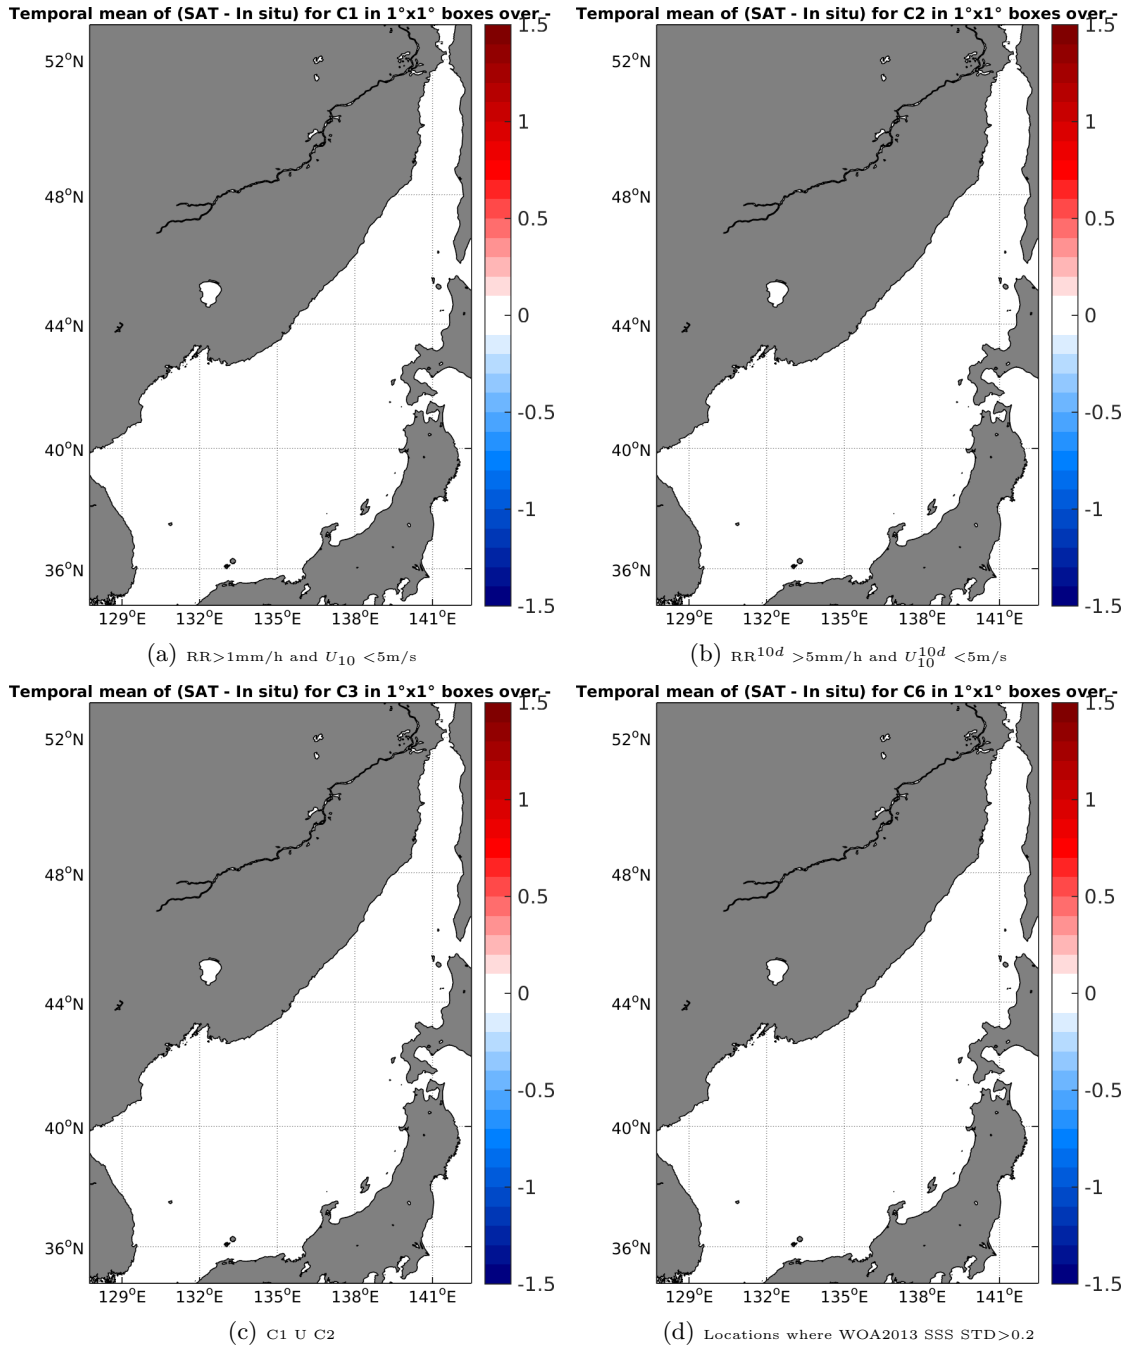 Temporal mean of (SAT - In situ) for C1 in 1°x1° boxes over -
52°N
48°N
44°N
40°N
36°N
129°E 132°E 135°E 138°E 141°E
1.5
1
0.5
0
-0.5
-1
-1.5
(a) RR>1mm/h and U10 <5m/s
Temporal mean of (SAT - In situ) for C2 in 1°x1° boxes over -
52°N
48°N
44°N
40°N
36°N
129°E 132°E 135°E 138°E 141°E
1.5
1
0.5
0
-0.5
-1
-1.5
(b) RR10d >5mm/h and U10d10 <5m/s
Temporal mean of (SAT - In situ) for C3 in 1°x1° boxes over -
52°N
48°N
44°N
40°N
36°N
129°E 132°E 135°E 138°E 141°E
1.5
1
0.5
0
-0.5
-1
-1.5
(c) C1 U C2
Temporal mean of (SAT - In situ) for C6 in 1°x1° boxes over -
52°N
48°N
44°N
40°N
36°N
129°E 132°E 135°E 138°E 141°E
1.5
1
0.5
0
-0.5
-1
-1.5
(d) Locations where WOA2013 SSS STD>0.2